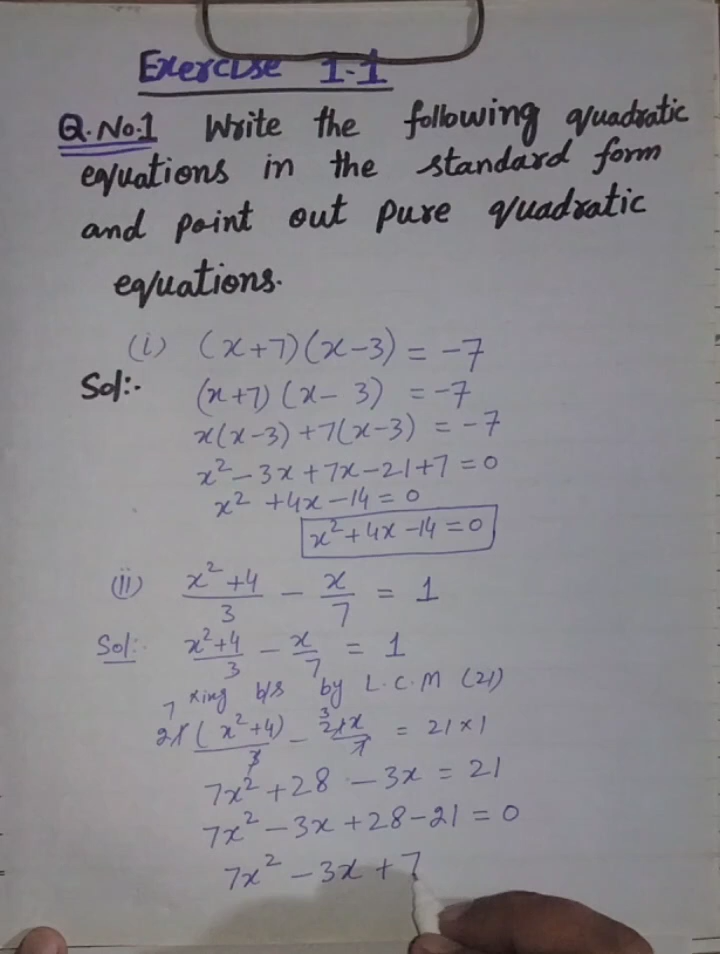 Exercise 1.1
Q.No.1 Write the following quadratic
equations in the standard form
and point out pure quadratic
equations.
(i) (x+7)(x-3) = -7
Sol:- (x+7)(x-3) = -7
x(x-3)+7(x-3) = -7
x²-3x+7x-21+7=0
x²+4x-14=0
x²+4x-14=0
(ii) x²+4/3 - x/7 = 1
Sol:- x²+4/3 - x/7 = 1
xing b/s by L.C.M (21)
7 21(x²+4)/3 - 3 21x/7 = 21×1
7x²+28-3x=21
7x²-3x+28-21=0
7x²-3x+7